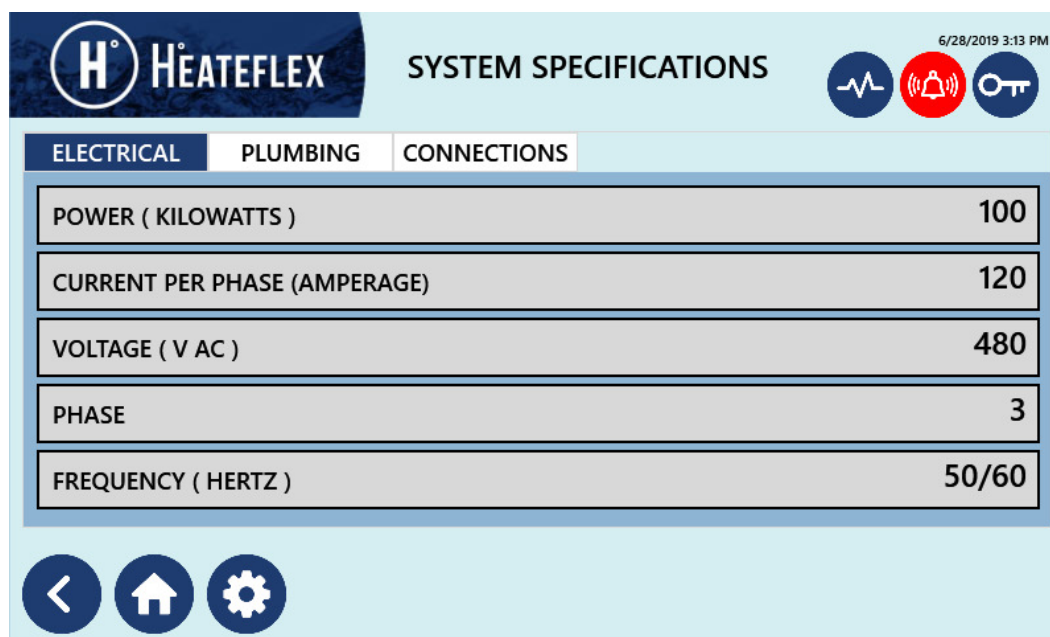 H° HEATEFLEX
SYSTEM SPECIFICATIONS
6/28/2019 3:13 PM
ELECTRICAL PLUMBING CONNECTIONS
POWER ( KILOWATTS ) 100
CURRENT PER PHASE (AMPERAGE) 120
VOLTAGE ( V AC ) 480
PHASE 3
FREQUENCY ( HERTZ ) 50/60